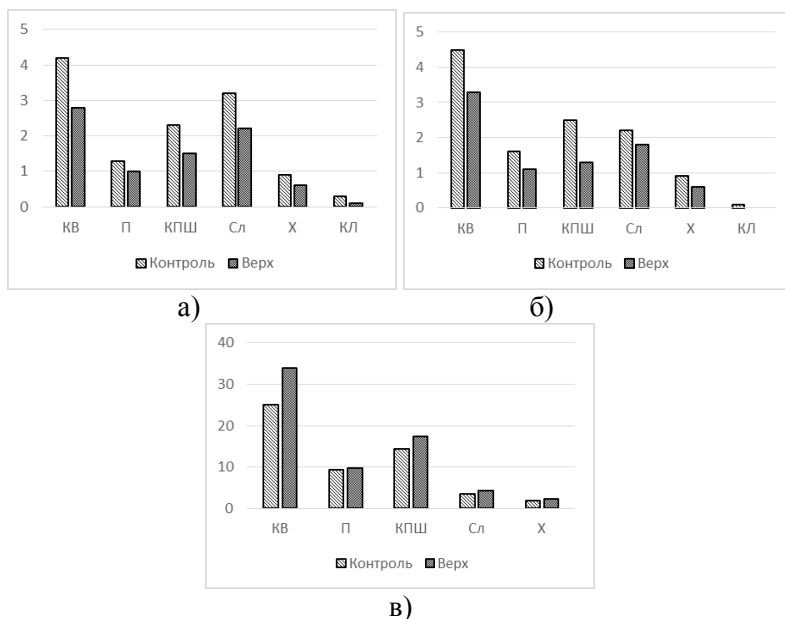 5
4
3
2
1
0
КВ П КПШ Сл Х КЛ
Контроль Верх
а)
5
4
3
2
1
0
КВ П КПШ Сл Х КЛ
Контроль Верх
б)
40
30
20
10
0
КВ П КПШ Сл Х
Контроль Верх
в)